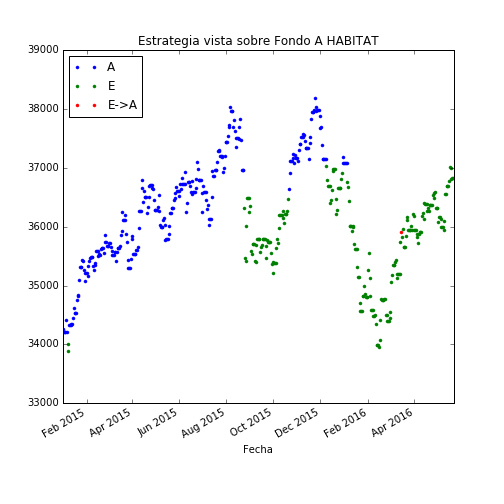 Estrategia vista sobre Fondo A HABITAT
39000
38000
37000
36000
35000
34000
33000
A
E
E->A
Feb 2015
Apr 2015
Jun 2015
Aug 2015
Oct 2015
Dec 2015
Feb 2016
Apr 2016
Fecha